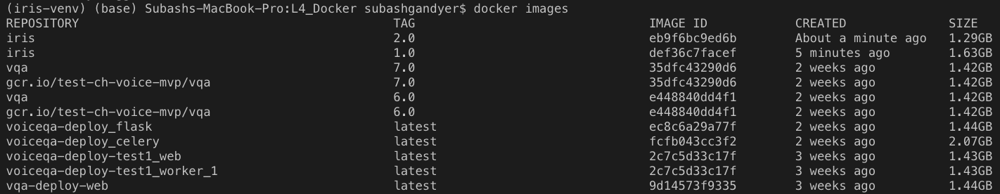 (iris-venv) (base) Subashs-MacBook-Pro:L4_Docker subashgandyer$ docker images
REPOSITORY TAG IMAGE ID CREATED SIZE
iris 2.0 eb9f6bc9ed6b About a minute ago 1.29GB
iris 1.0 def36c7facef 5 minutes ago 1.63GB
vqa 7.0 35dfc43290d6 2 weeks ago 1.42GB
gcr.io/test-ch-voice-mvp/vqa 7.0 35dfc43290d6 2 weeks ago 1.42GB
vqa 6.0 e448840dd4f1 2 weeks ago 1.42GB
gcr.io/test-ch-voice-mvp/vqa 6.0 e448840dd4f1 2 weeks ago 1.42GB
voiceqa-deploy_flask latest ec8c6a29a77f 2 weeks ago 1.44GB
voiceqa-deploy_celery latest fcfb043cc3f2 2 weeks ago 2.07GB
voiceqa-deploy-test1_web latest 2c7c5d33c17f 3 weeks ago 1.43GB
voiceqa-deploy-test1_worker_1 latest 2c7c5d33c17f 3 weeks ago 1.43GB
vqa-deploy-web latest 9d14573f9335 3 weeks ago 1.44GB